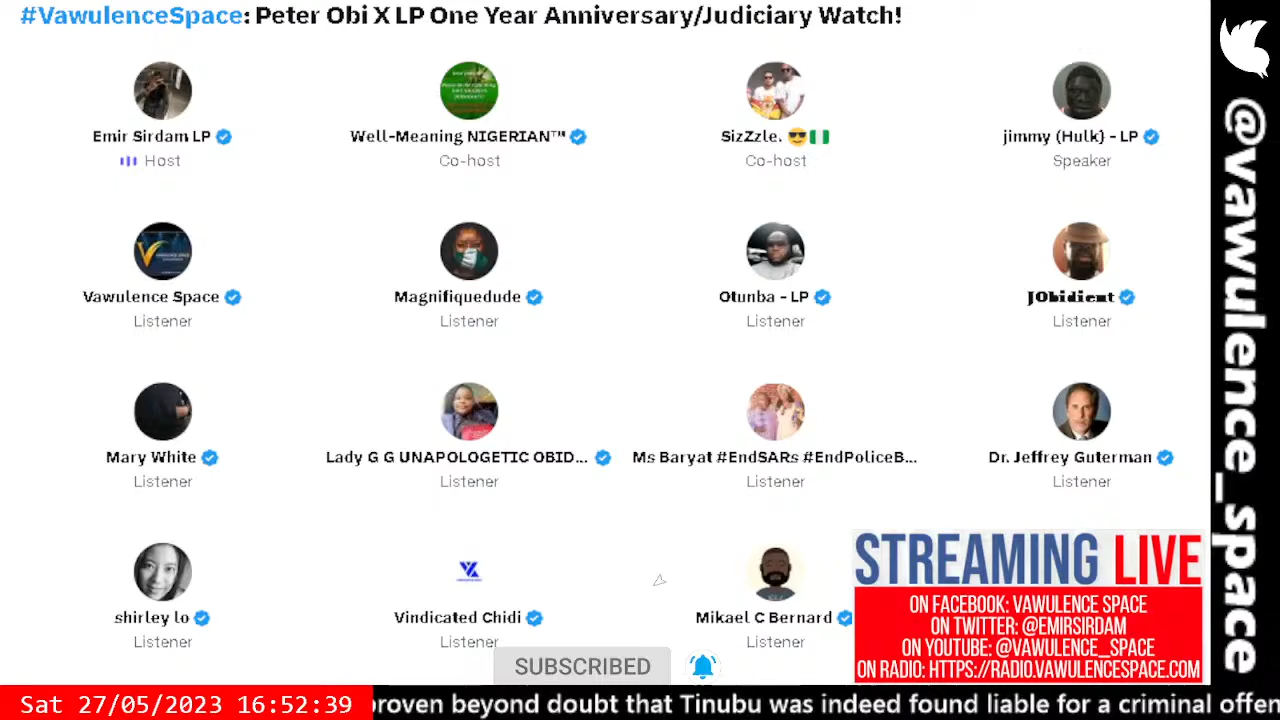 #VawulenceSpace: Peter Obi X LP One Year Anniversary/Judiciary Watch!
Emir Sirdam LP
Host
Well-Meaning NIGERIAN™
Co-host
SizZzle. 😎🇳🇬
Co-host
jimmy (Hulk) - LP
Speaker
Vawulence Space
Listener
Magnifiquedude
Listener
Otunba - LP
Listener
JObidient
Listener
Mary White
Listener
Lady G G UNAPOLOGETIC OBID...
Listener
Ms Baryat #EndSARs #EndPoliceB...
Listener
Dr. Jeffrey Guterman
Listener
shirley lo
Listener
Vindicated Chidi
Listener
Mikael C Bernard
Listener
STREAMING LIVE
ON FACEBOOK: VAWULENCE SPACE
ON TWITTER: @EMIRSIRDAM
ON YOUTUBE: @VAWULENCE_SPACE
ON RADIO: HTTPS://RADIO.VAWULENCESPACE.COM
SUBSCRIBED
@vawulence_space
Sat 27/05/2023 16:52:39
proven beyond doubt that Tinubu was indeed found liable for a criminal offen